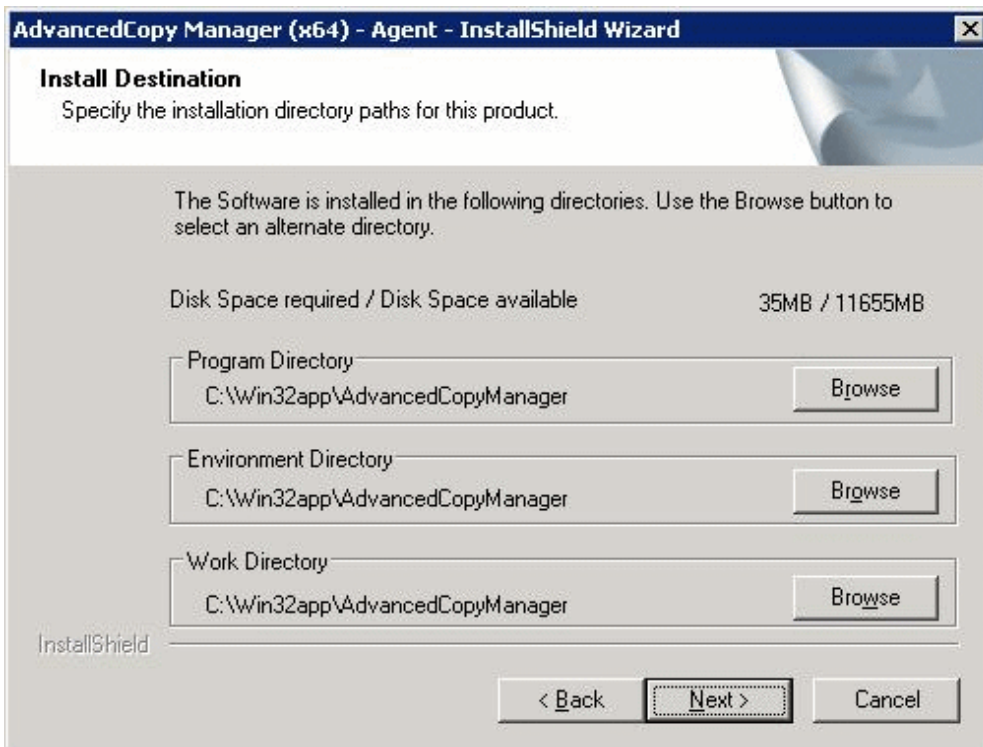 AdvancedCopy Manager (x64) - Agent - InstallShield Wizard
Install Destination
Specify the installation directory paths for this product.
The Software is installed in the following directories. Use the Browse button to
select an alternate directory.
Disk Space required / Disk Space available 35MB / 11655MB
Program Directory
C:\Win32app\AdvancedCopyManager Browse
Environment Directory
C:\Win32app\AdvancedCopyManager Browse
Work Directory
C:\Win32app\AdvancedCopyManager Browse
InstallShield
< Back Next > Cancel